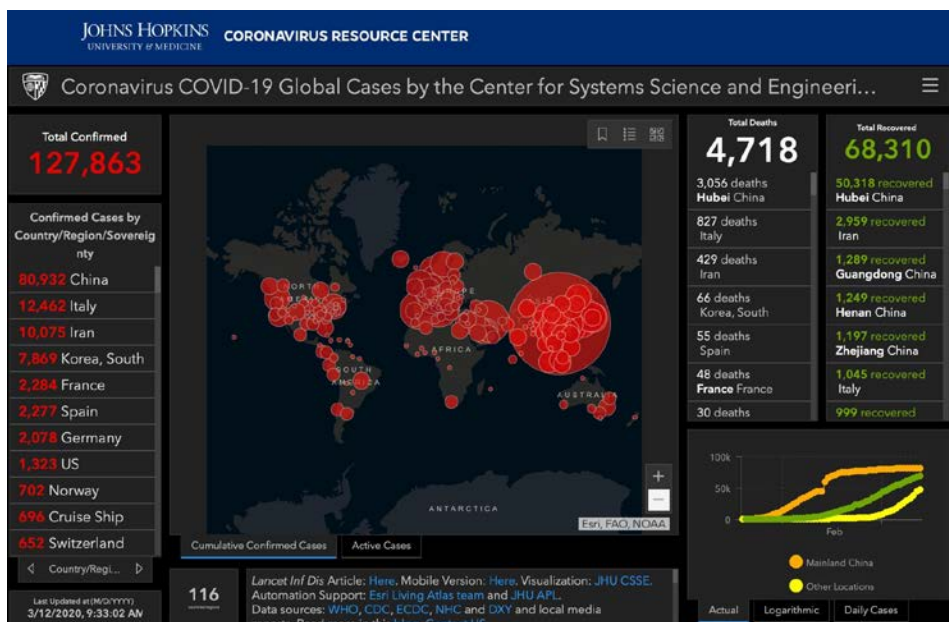 JOHNS HOPKINS
UNIVERSITY & MEDICINE
CORONAVIRUS RESOURCE CENTER
Coronavirus COVID-19 Global Cases by the Center for Systems Science and Engineeri...
Total Confirmed
127,863
Confirmed Cases by
Country/Region/Sovereig
nty
80,932 China
12,462 Italy
10,075 Iran
7,869 Korea, South
2,284 France
2,277 Spain
2,078 Germany
1,323 US
702 Norway
696 Cruise Ship
652 Switzerland
Country/Regi...
Last Updated at (M/D/YYYY)
3/12/2020, 9:33:02 AM
NORTH
AMERICA
AFRICA
SOUTH
AMERICA
AUSTRALIA
ANTARCTICA
+
−
Esri, FAO, NOAA
Cumulative Confirmed Cases
Active Cases
116
Lancet Inf Dis Article: Here. Mobile Version: Here. Visualization: JHU CSSE.
Automation Support: Esri Living Atlas team and JHU APL.
Data sources: WHO, CDC, ECDC, NHC and DXY and local media
Total Deaths
4,718
3,056 deaths
Hubei China
827 deaths
Italy
429 deaths
Iran
66 deaths
Korea, South
55 deaths
Spain
48 deaths
France France
30 deaths
Total Recovered
68,310
50,318 recovered
Hubei China
2,959 recovered
Iran
1,289 recovered
Guangdong China
1,249 recovered
Henan China
1,197 recovered
Zhejiang China
1,045 recovered
Italy
999 recovered
100k
50k
0
Feb
Mainland China
Other Locations
Actual
Logarithmic
Daily Cases